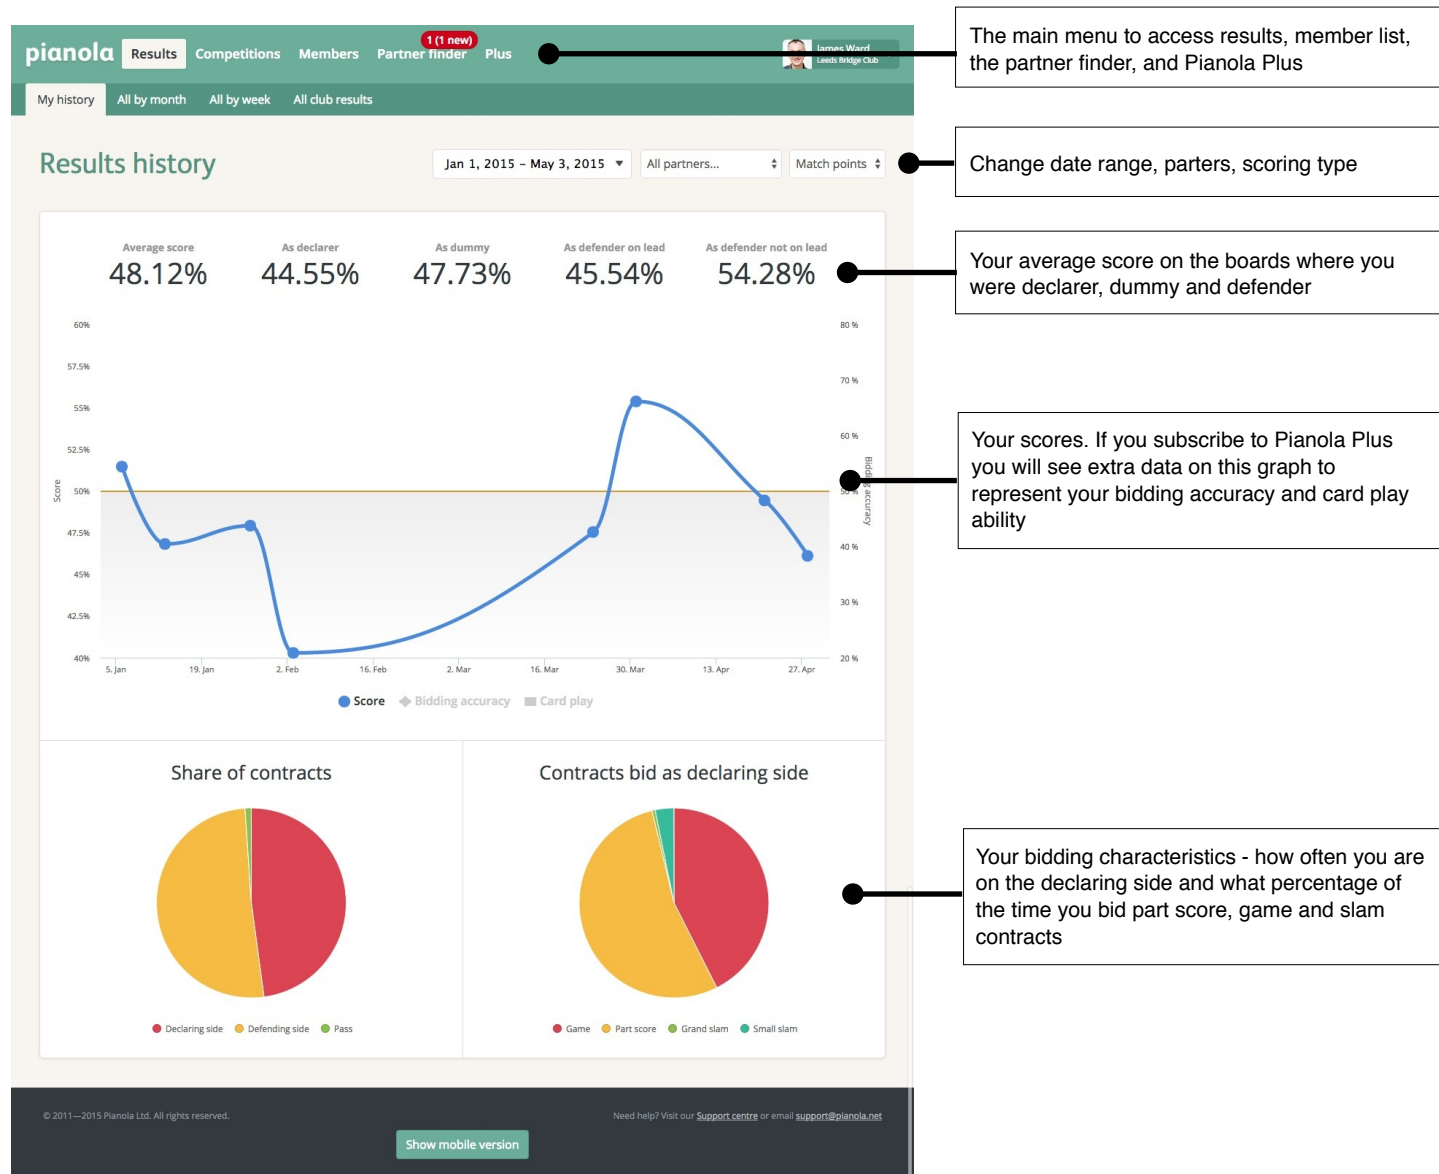 pianola Results Competitions Members Partner finder Plus
1 (1 new)
James Ward
Leeds Bridge Club
My history All by month All by week All club results
The main menu to access results, member list,
the partner finder, and Pianola Plus
Results history
Jan 1, 2015 – May 3, 2015 All partners... Match points
Change date range, parters, scoring type
Average score As declarer As dummy As defender on lead As defender not on lead
48.12% 44.55% 47.73% 45.54% 54.28%
Your average score on the boards where you
were declarer, dummy and defender
60%
57.5%
55%
52.5%
50%
47.5%
45%
42.5%
40%
Score
80 %
70 %
60 %
50 %
40 %
30 %
20 %
Bidding accuracy
5. Jan 19. Jan 2. Feb 16. Feb 2. Mar 16. Mar 30. Mar 13. Apr 27. Apr
Score Bidding accuracy Card play
Your scores. If you subscribe to Pianola Plus
you will see extra data on this graph to
represent your bidding accuracy and card play
ability
Share of contracts
Declaring side Defending side Pass
Contracts bid as declaring side
Game Part score Grand slam Small slam
Your bidding characteristics - how often you are
on the declaring side and what percentage of
the time you bid part score, game and slam
contracts
© 2011—2015 Pianola Ltd. All rights reserved.
Need help? Visit our Support centre or email support@pianola.net
Show mobile version